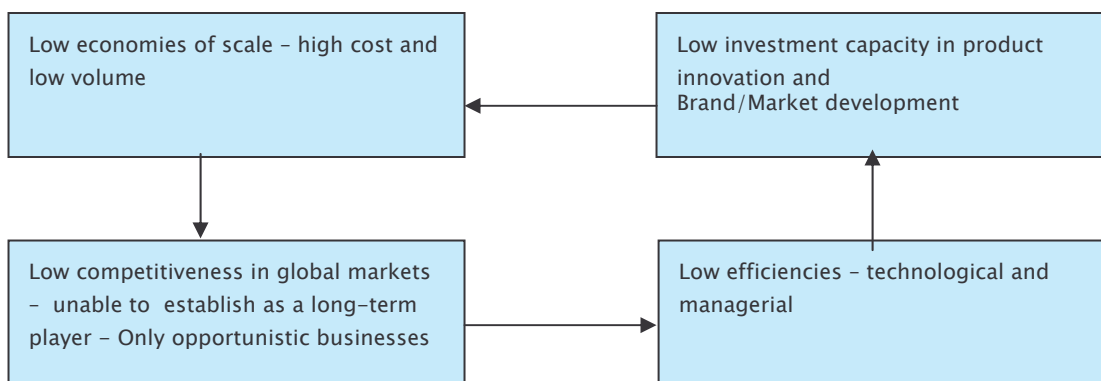 Low economies of scale – high cost and
low volume
Low investment capacity in product
innovation and
Brand/Market development
Low competitiveness in global markets
– unable to establish as a long-term
player – Only opportunistic businesses
Low efficiencies – technological and
managerial